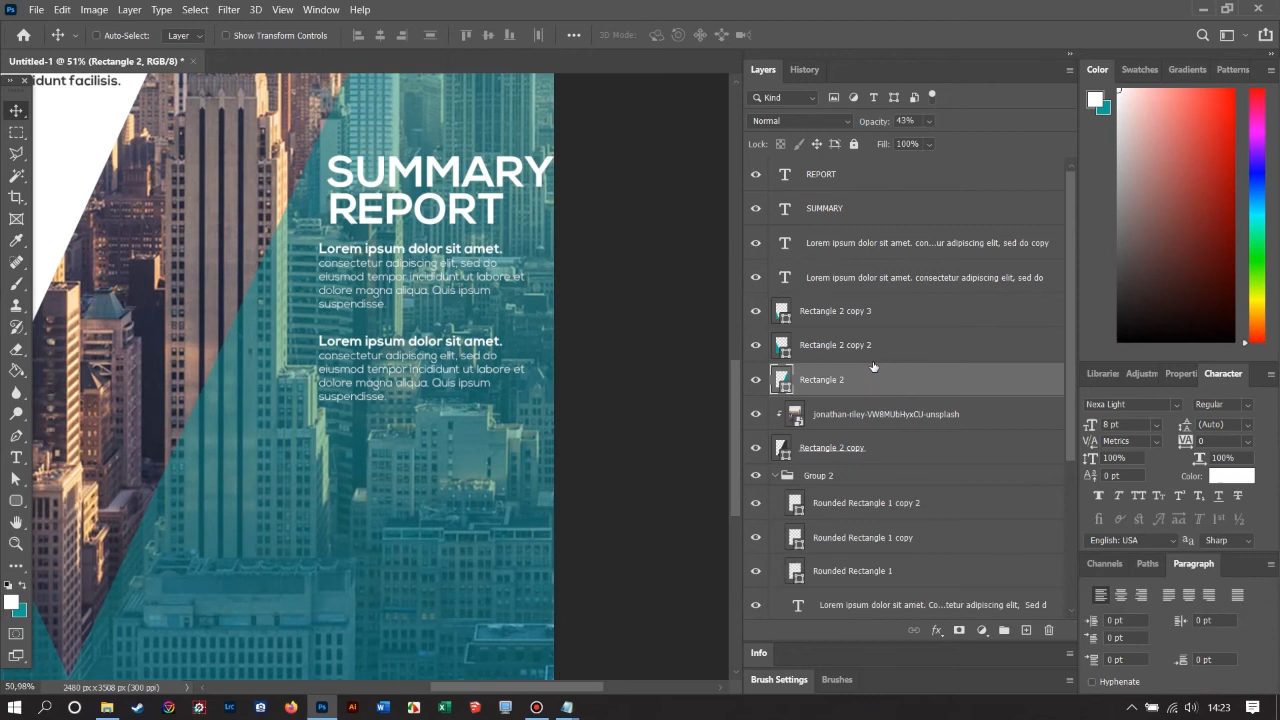 File Edit Image Layer Type Select Filter 3D View Window Help
Auto-Select: Layer Show Transform Controls 3D Mode:
Untitled-1 @ 51% (Rectangle 2, RGB/8) *
idunt facilisis.
SUMMARY
REPORT
Lorem ipsum dolor sit amet.
consectetur adipiscing elit, sed do
eiusmod tempor incididunt ut labore et
dolore magna aliqua. Quis ipsum
suspendisse.
Lorem ipsum dolor sit amet.
consectetur adipiscing elit, sed do
eiusmod tempor incididunt ut labore et
dolore magna aliqua. Quis ipsum
suspendisse.
50,98% 2480 px x 3508 px (300 ppi)
Layers History
Kind
Normal Opacity: 43%
Lock: Fill: 100%
REPORT
SUMMARY
Lorem ipsum dolor sit amet. con...ur adipiscing elit, sed do copy
Lorem ipsum dolor sit amet. consectetur adipiscing elit, sed do
Rectangle 2 copy 3
Rectangle 2 copy 2
Rectangle 2
jonathan-riley-VW8MUbHyxCU-unsplash
Rectangle 2 copy
Group 2
Rounded Rectangle 1 copy 2
Rounded Rectangle 1 copy
Rounded Rectangle 1
Lorem ipsum dolor sit amet. Co...tetur adipiscing elit, Sed d
Info
Brush Settings Brushes
Color Swatches Gradients Patterns
Librarie Adjustm Properti Character
Nexa Light Regular
8 pt (Auto)
Metrics 0
100% 100%
0 pt Color:
English: USA Sharp
Channels Paths Paragraph
0 pt 0 pt
0 pt
0 pt 0 pt
Hyphenate
14:23